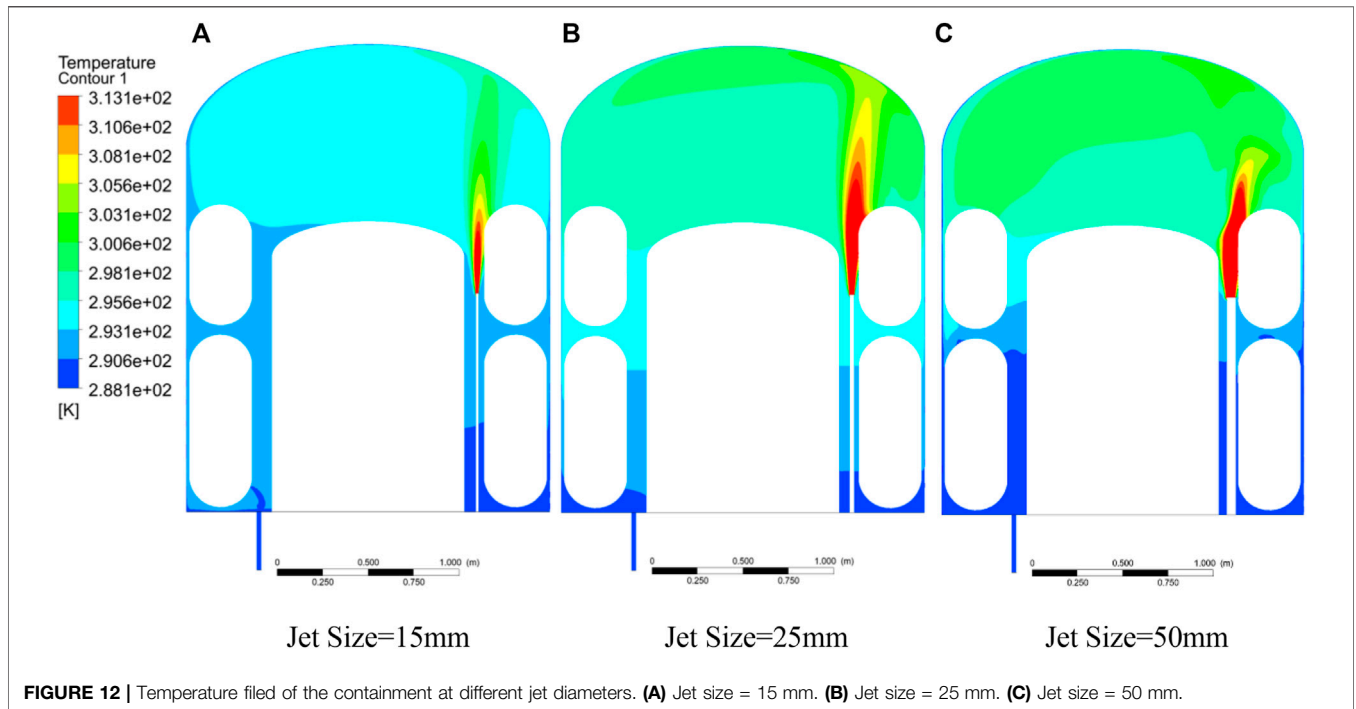 A
B
C
Temperature
Contour 1
3.131e+02
3.106e+02
3.081e+02
3.056e+02
3.031e+02
3.006e+02
2.981e+02
2.956e+02
2.931e+02
2.906e+02
2.881e+02
[K]
0 0.500 1.000 (m)
0.250 0.750
0 0.500 1.000 (m)
0.250 0.750
0 0.500 1.000 (m)
0.250 0.750
Jet Size=15mm
Jet Size=25mm
Jet Size=50mm
FIGURE 12 | Temperature filed of the containment at different jet diameters. (A) Jet size = 15 mm. (B) Jet size = 25 mm. (C) Jet size = 50 mm.